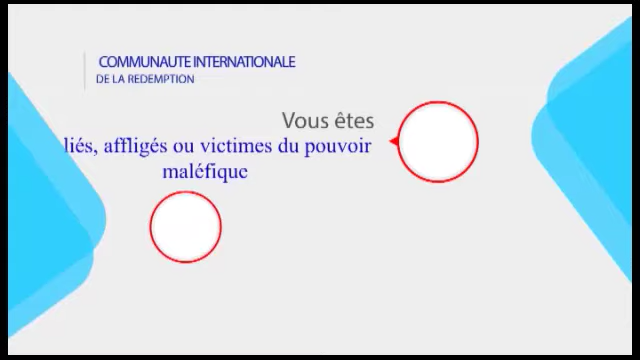 COMMUNAUTE INTERNATIONALE
DE LA REDEMPTION
Vous êtes
liés, affligés ou victimes du pouvoir
maléfique